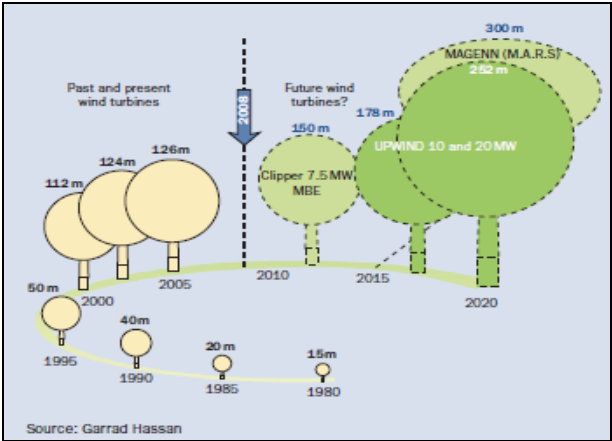 300 m
MAGENN (M.A.R.S)
252 m
Past and present
wind turbines
2008
Future wind
turbines?
178 m
150 m
UPWIND 10 and 20 MW
126m
124m
112 m
Clipper 7.5 MW
MBE
50 m
2000
2005
2010
2015
2020
40m
20 m
15m
1995
1990
1985
1980
Source: Garrad Hassan